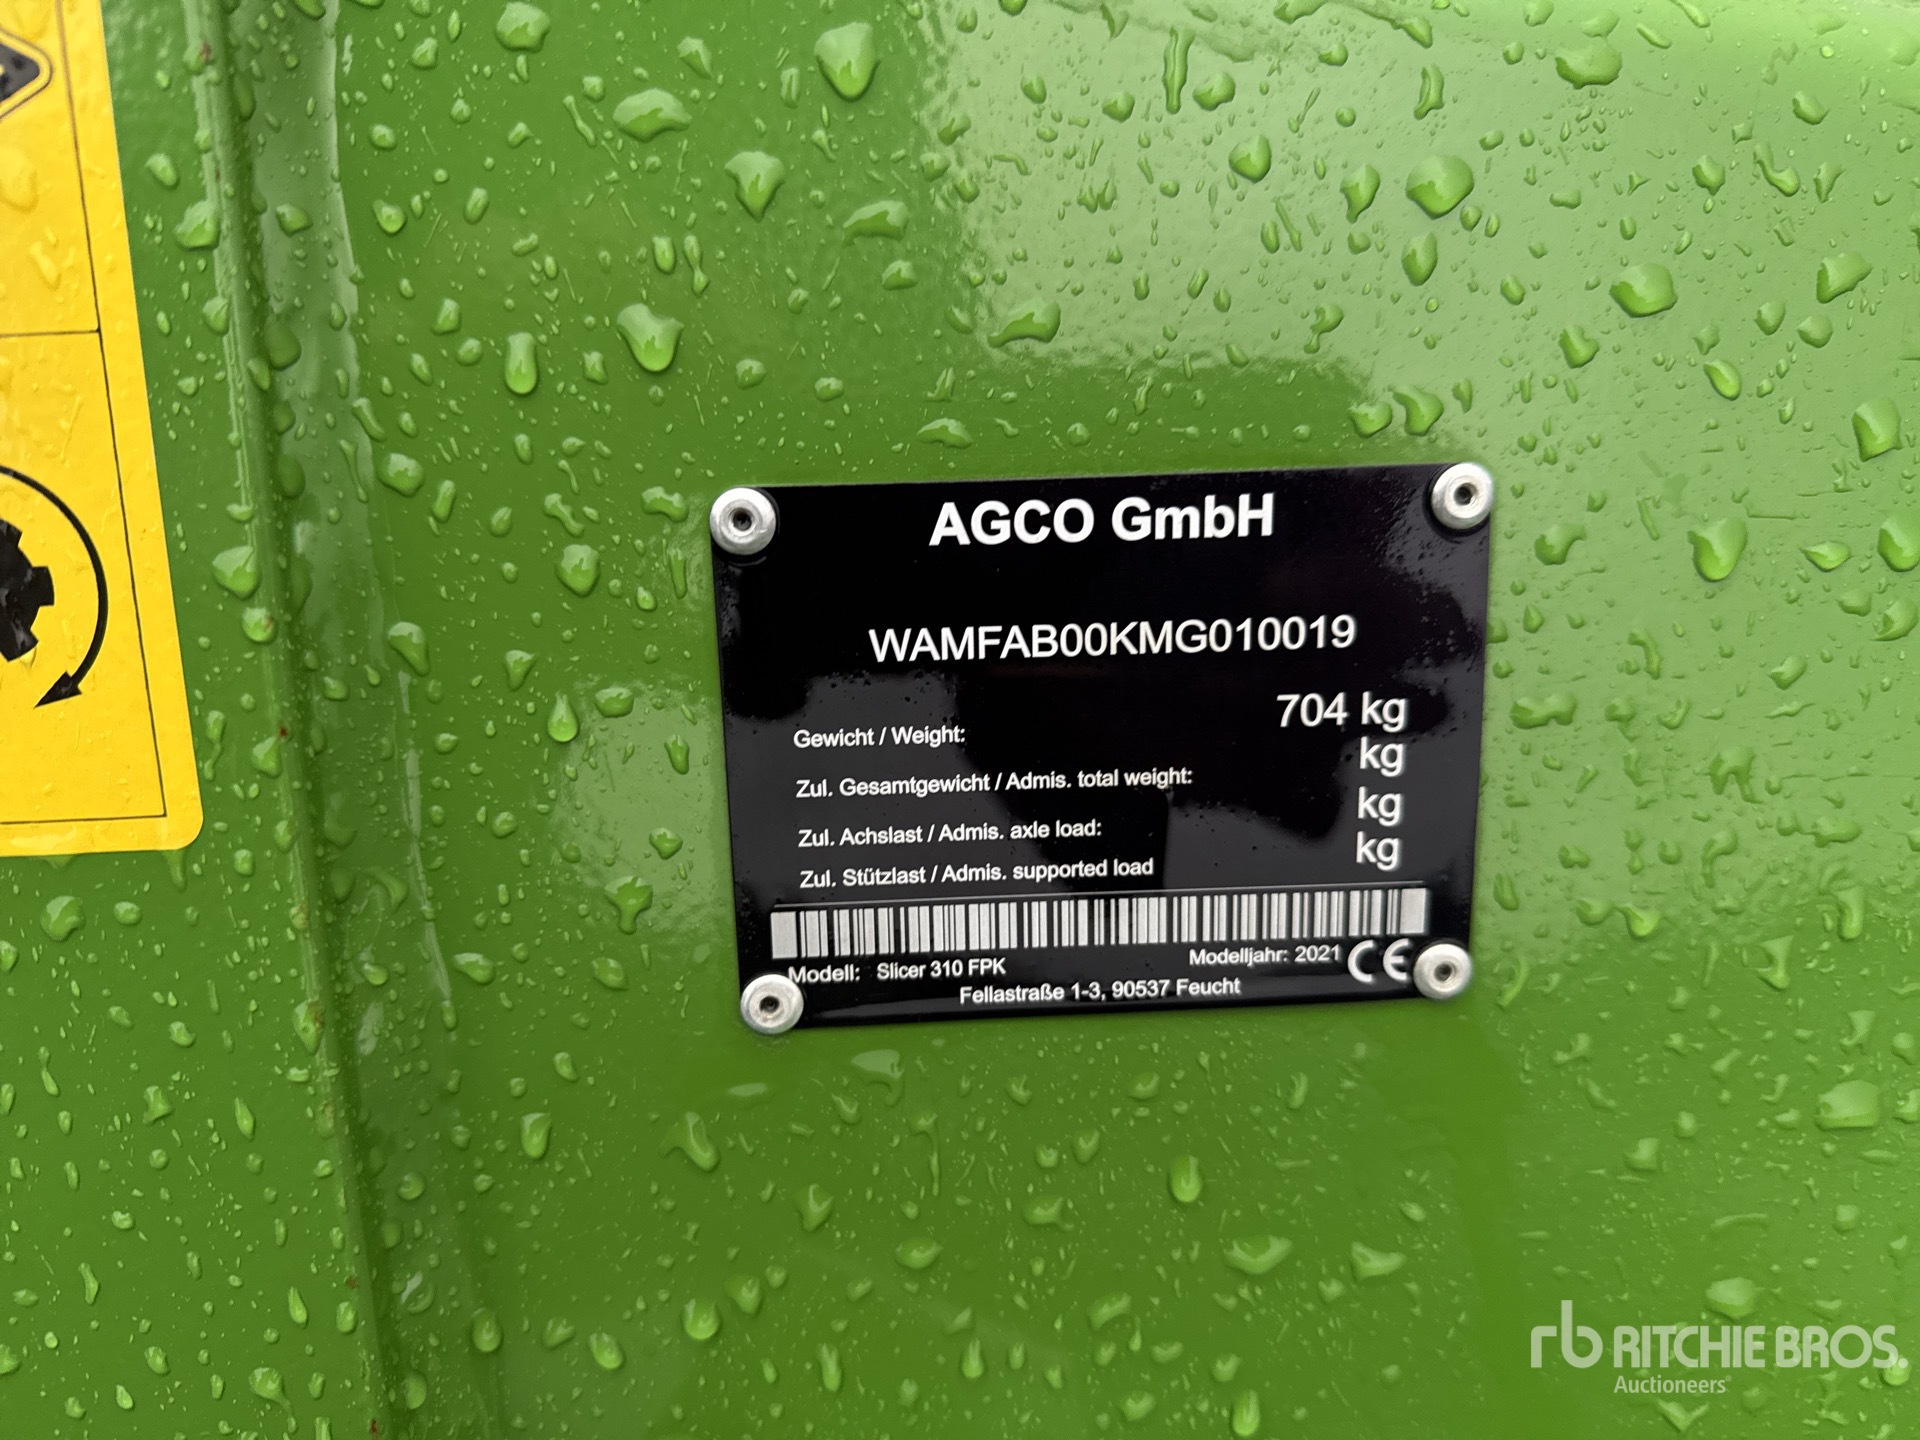 AGCO GmbH
WAMFAB00KMG010019
Gewicht / Weight: 704 kg
Zul. Gesamtgewicht / Admis. total weight: kg
Zul. Achslast / Admis. axle load: kg
Zul. Stützlast / Admis. supported load kg
Modell: Slicer 310 FPK Modelljahr: 2021 CE
Fellastraße 1-3, 90537 Feucht
rb RITCHIE BROS.
Auctioneers